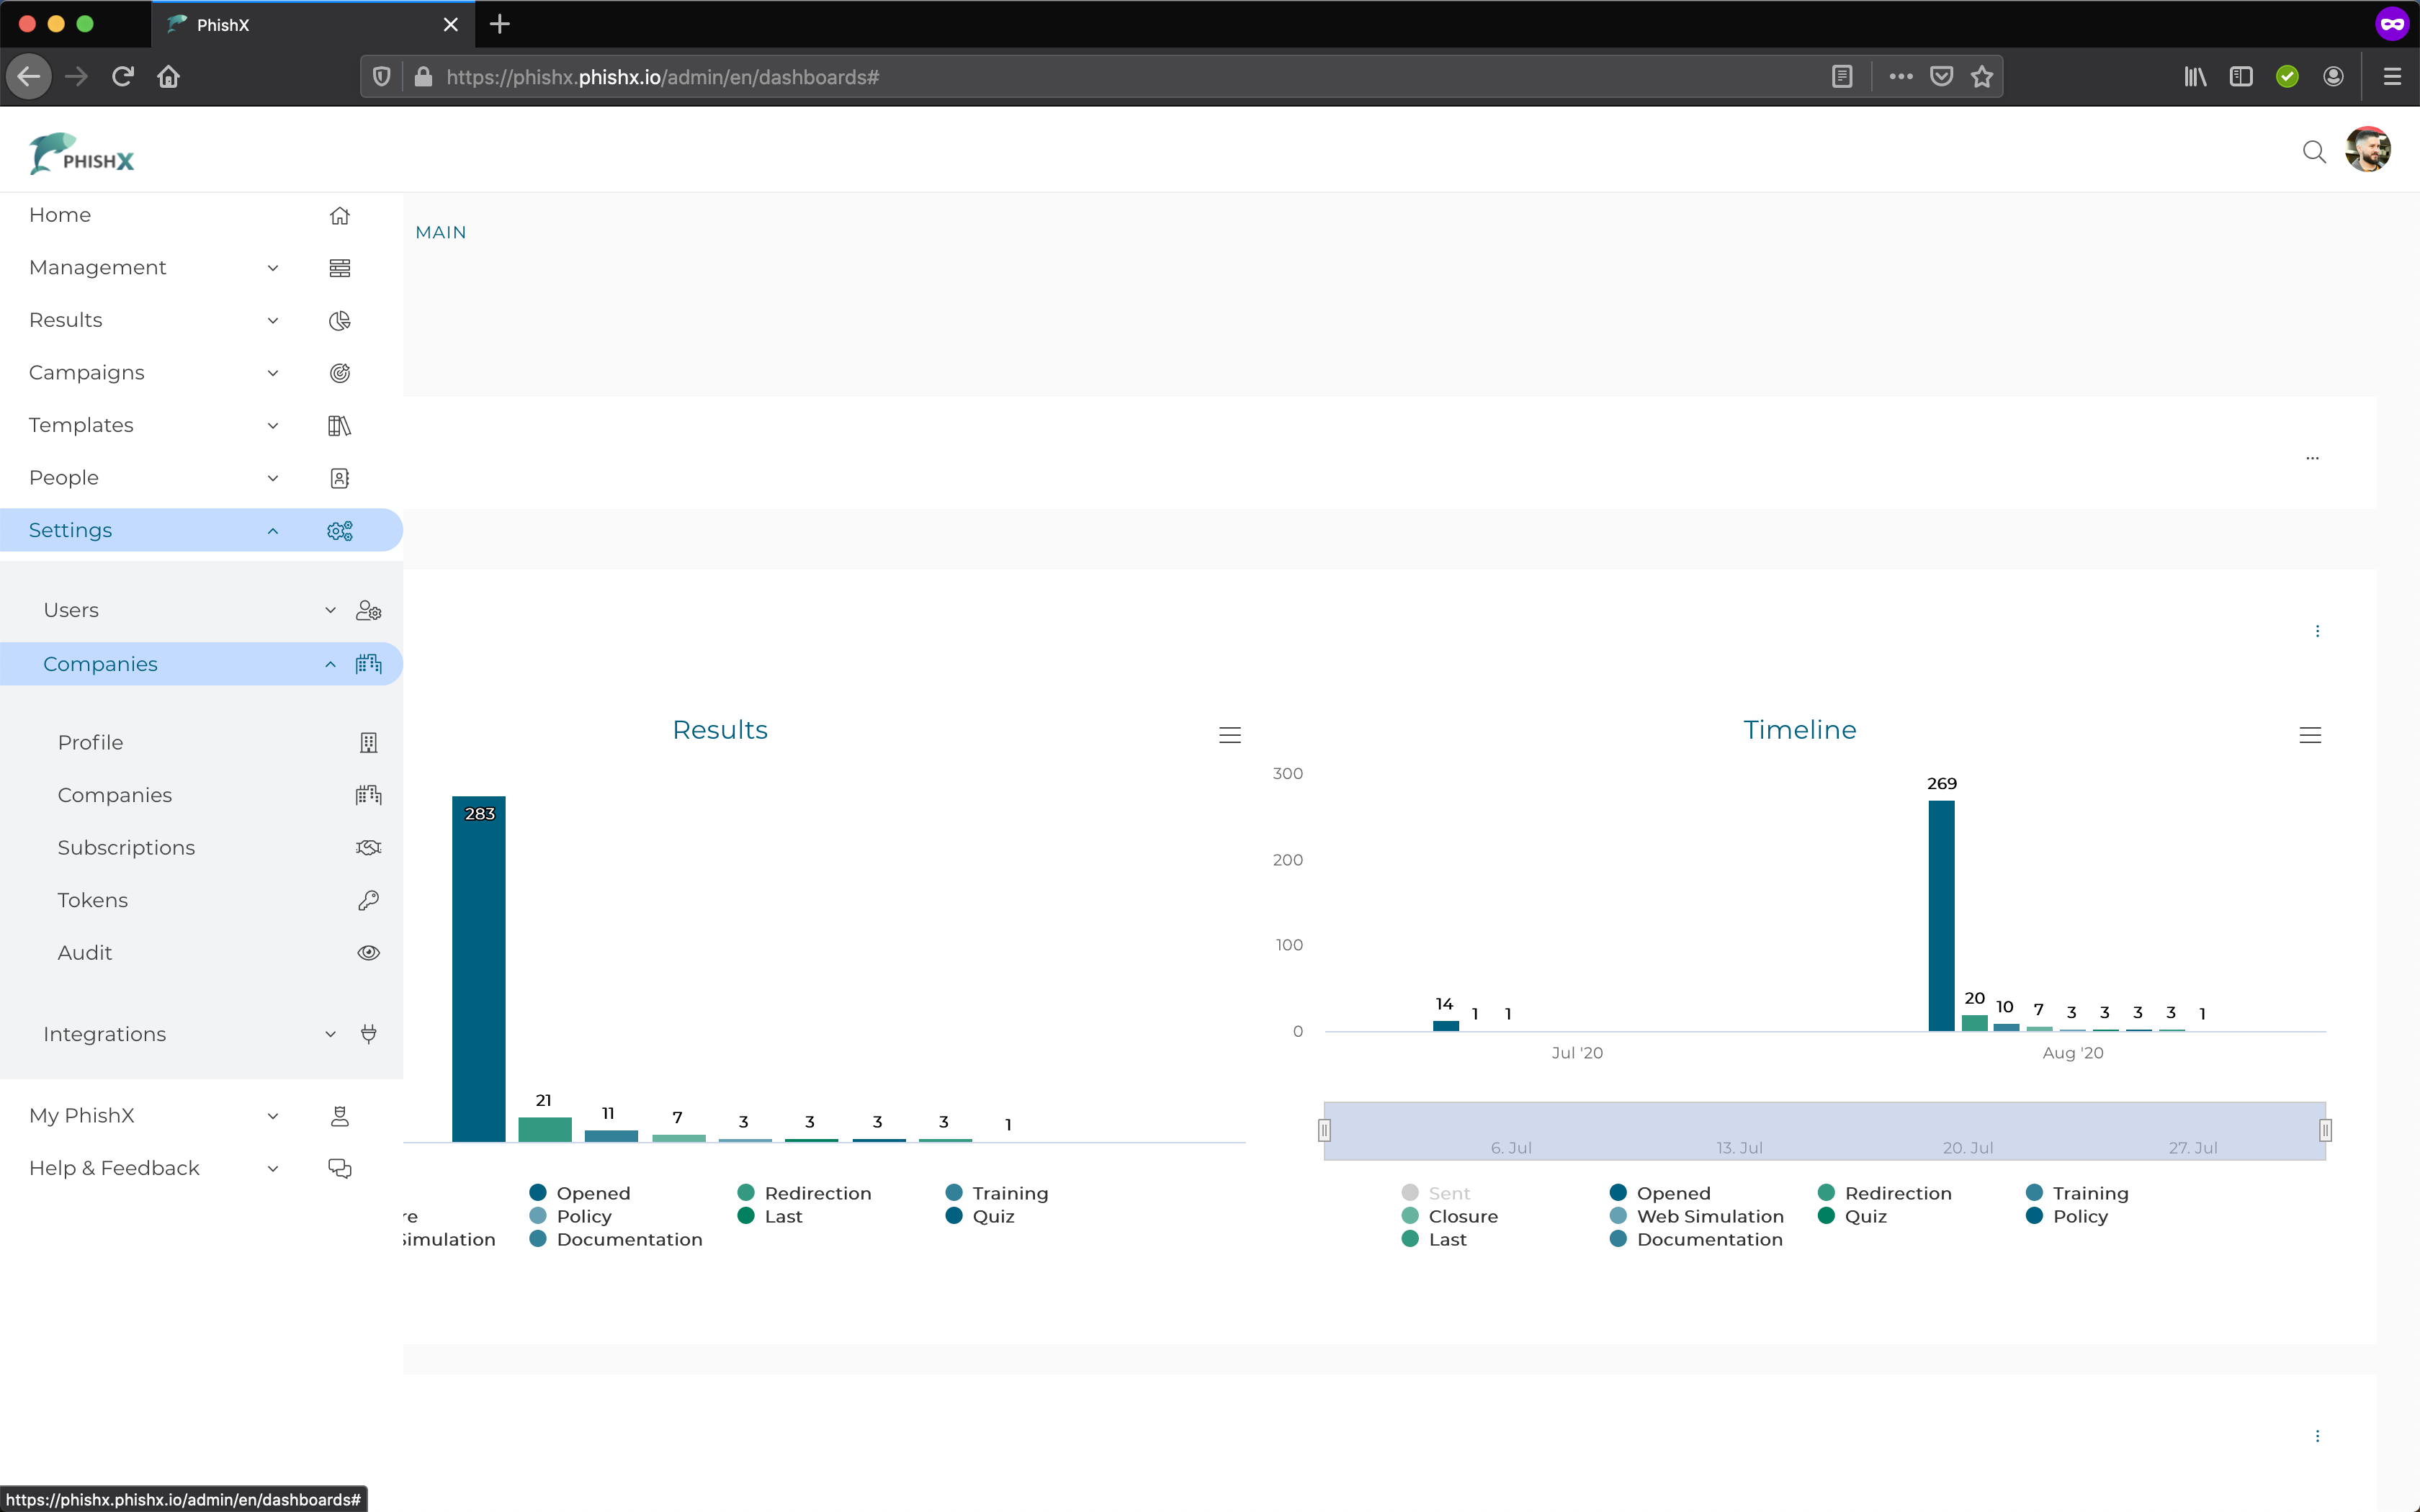 PhishX
https://phishx.phishx.io/admin/en/dashboards#
PHISHX
Home
Management
Results
Campaigns
Templates
People
Settings
Users
Companies
Profile
Companies
Subscriptions
Tokens
Audit
Integrations
My PhishX
Help & Feedback
MAIN
...
Results
283
21
11
7
3
3
3
3
1
Opened
Redirection
Training
re
Policy
Last
Quiz
Simulation
Documentation
Timeline
300
200
100
0
14
1
1
269
20
10
7
3
3
3
3
1
Jul '20
Aug '20
6. Jul
13. Jul
20. Jul
27. Jul
Sent
Opened
Redirection
Training
Closure
Web Simulation
Quiz
Policy
Last
Documentation
https://phishx.phishx.io/admin/en/dashboards#